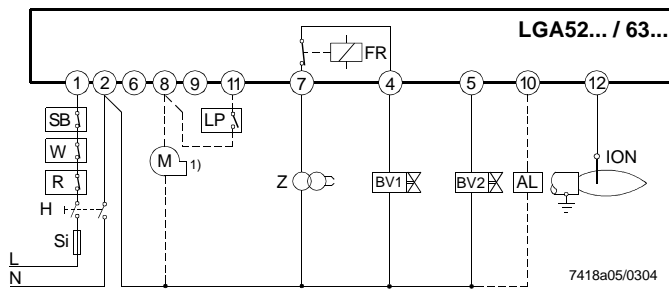 LGA52... / 63...
FR
1 2 6 8 9 11 7 4 5 10 12
SB
LP
W
M 1)
R
Z
BV1
BV2
AL
ION
H
Si
L
N
7418a05/0304